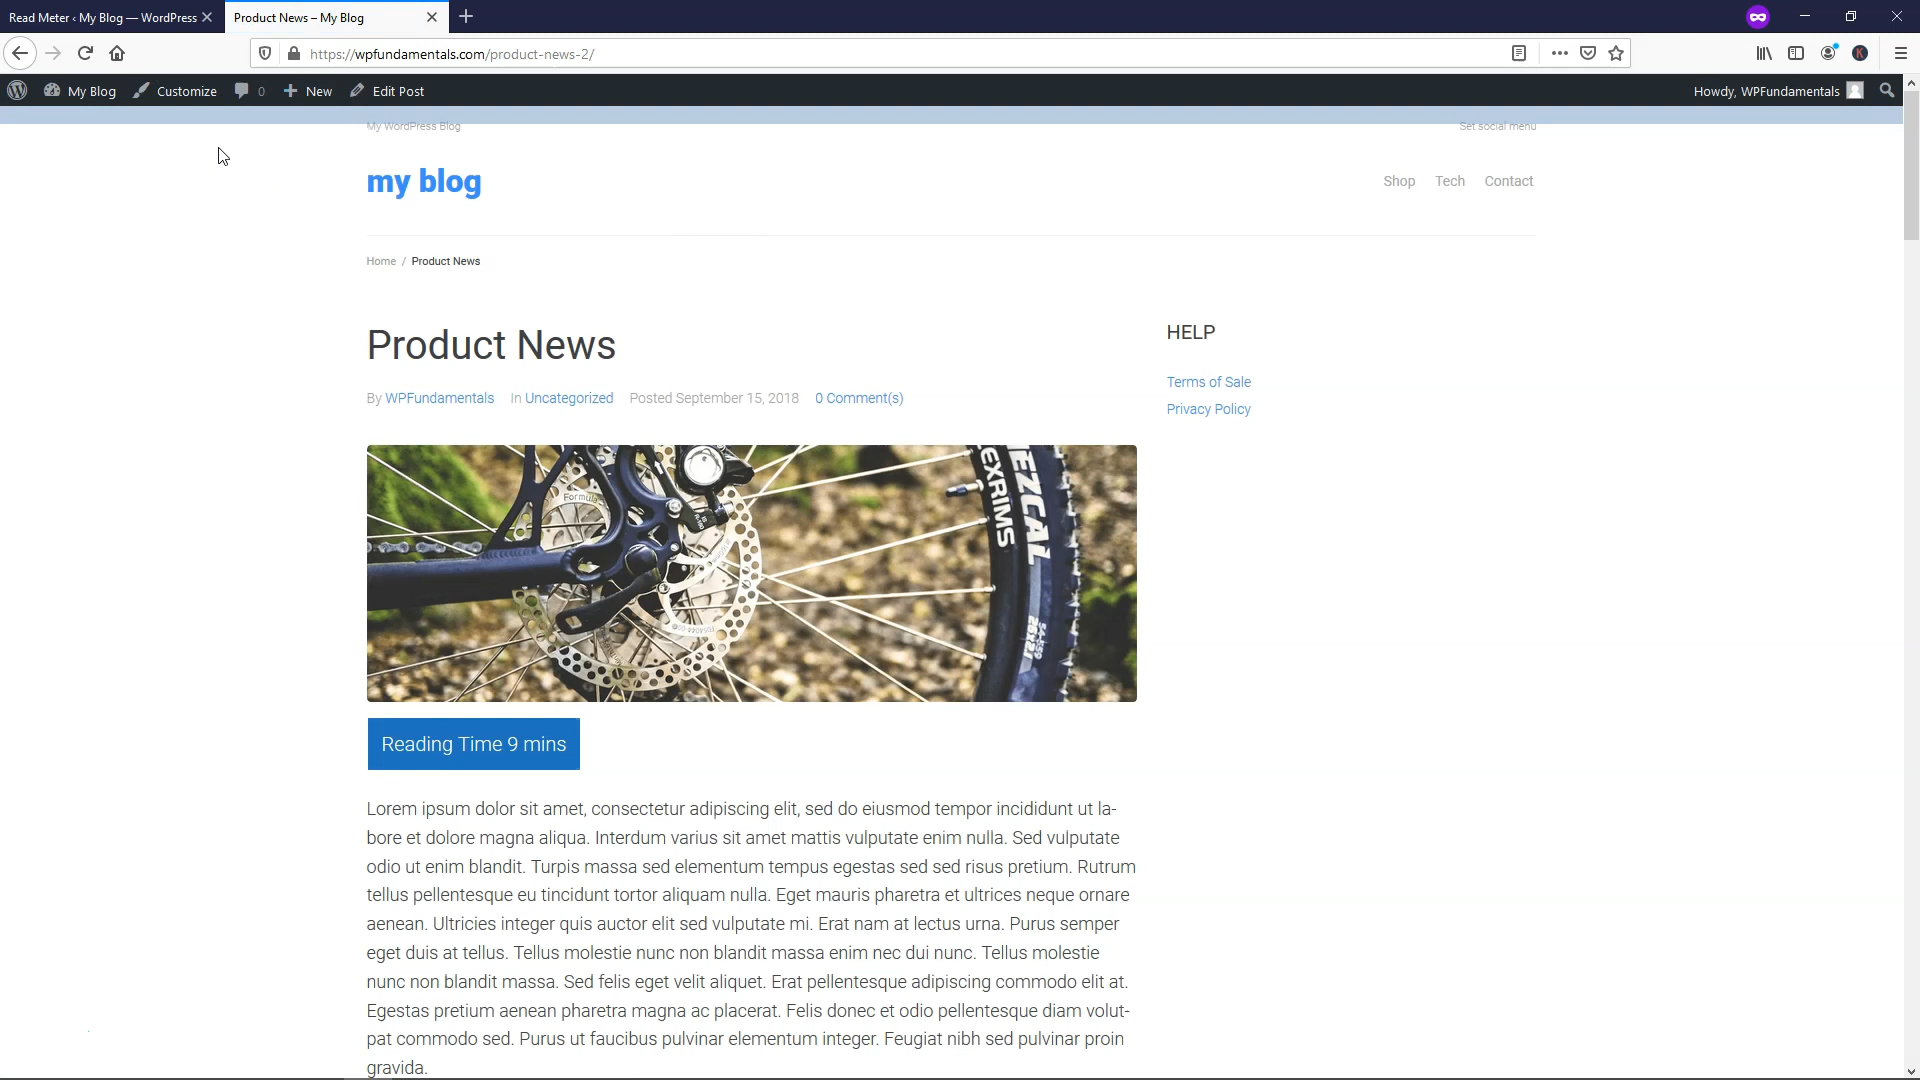 Read Meter ‹ My Blog — WordPress
Product News – My Blog
https://wpfundamentals.com/product-news-2/
My Blog
Customize
0
New
Edit Post
Howdy, WPFundamentals
My WordPress Blog
Set social menu
my blog
Shop Tech Contact
Home / Product News
Product News
By WPFundamentals In Uncategorized Posted September 15, 2018 0 Comment(s)
HELP
Terms of Sale
Privacy Policy
Formula
EXRIMS
EZCAL
Reading Time 9 mins
Lorem ipsum dolor sit amet, consectetur adipiscing elit, sed do eiusmod tempor incididunt ut la-
bore et dolore magna aliqua. Interdum varius sit amet mattis vulputate enim nulla. Sed vulputate
odio ut enim blandit. Turpis massa sed elementum tempus egestas sed sed risus pretium. Rutrum
tellus pellentesque eu tincidunt tortor aliquam nulla. Eget mauris pharetra et ultrices neque ornare
aenean. Ultricies integer quis auctor elit sed vulputate mi. Erat nam at lectus urna. Purus semper
eget duis at tellus. Tellus molestie nunc non blandit massa enim nec dui nunc. Tellus molestie
nunc non blandit massa. Sed felis eget velit aliquet. Erat pellentesque adipiscing commodo elit at.
Egestas pretium aenean pharetra magna ac placerat. Felis donec et odio pellentesque diam volut-
pat commodo sed. Purus ut faucibus pulvinar elementum integer. Feugiat nibh sed pulvinar proin
gravida.